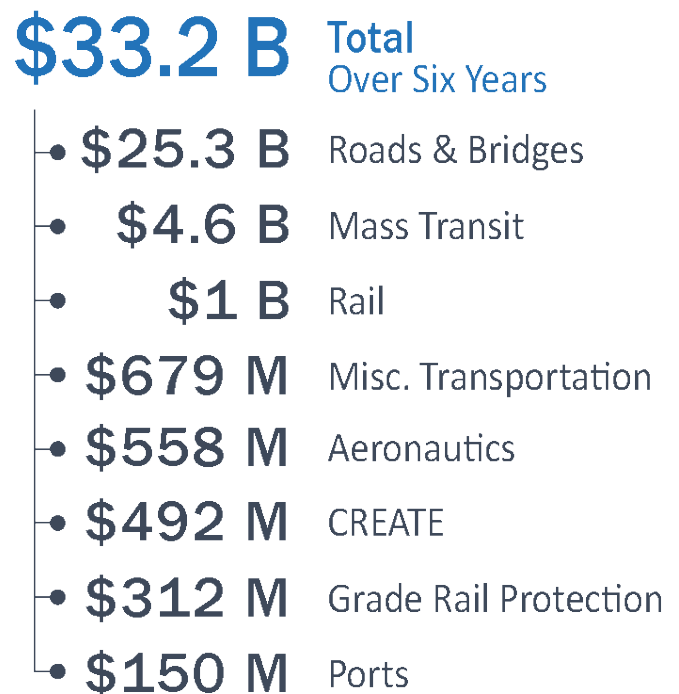 $33.2 B Total
Over Six Years
$25.3 B Roads & Bridges
$4.6 B Mass Transit
$1 B Rail
$679 M Misc. Transportation
$558 M Aeronautics
$492 M CREATE
$312 M Grade Rail Protection
$150 M Ports